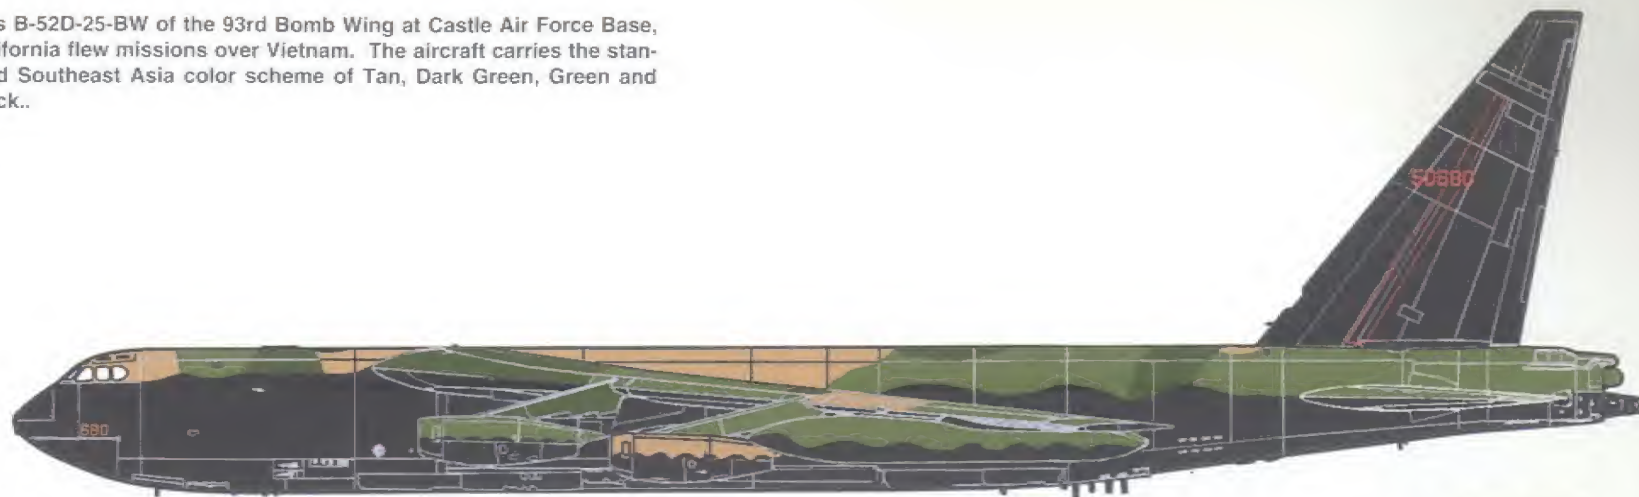 s B-52D-25-BW of the 93rd Bomb Wing at Castle Air Force Base,
ifornia flew missions over Vietnam. The aircraft carries the stan-
d Southeast Asia color scheme of Tan, Dark Green, Green and
ck..
50680
680